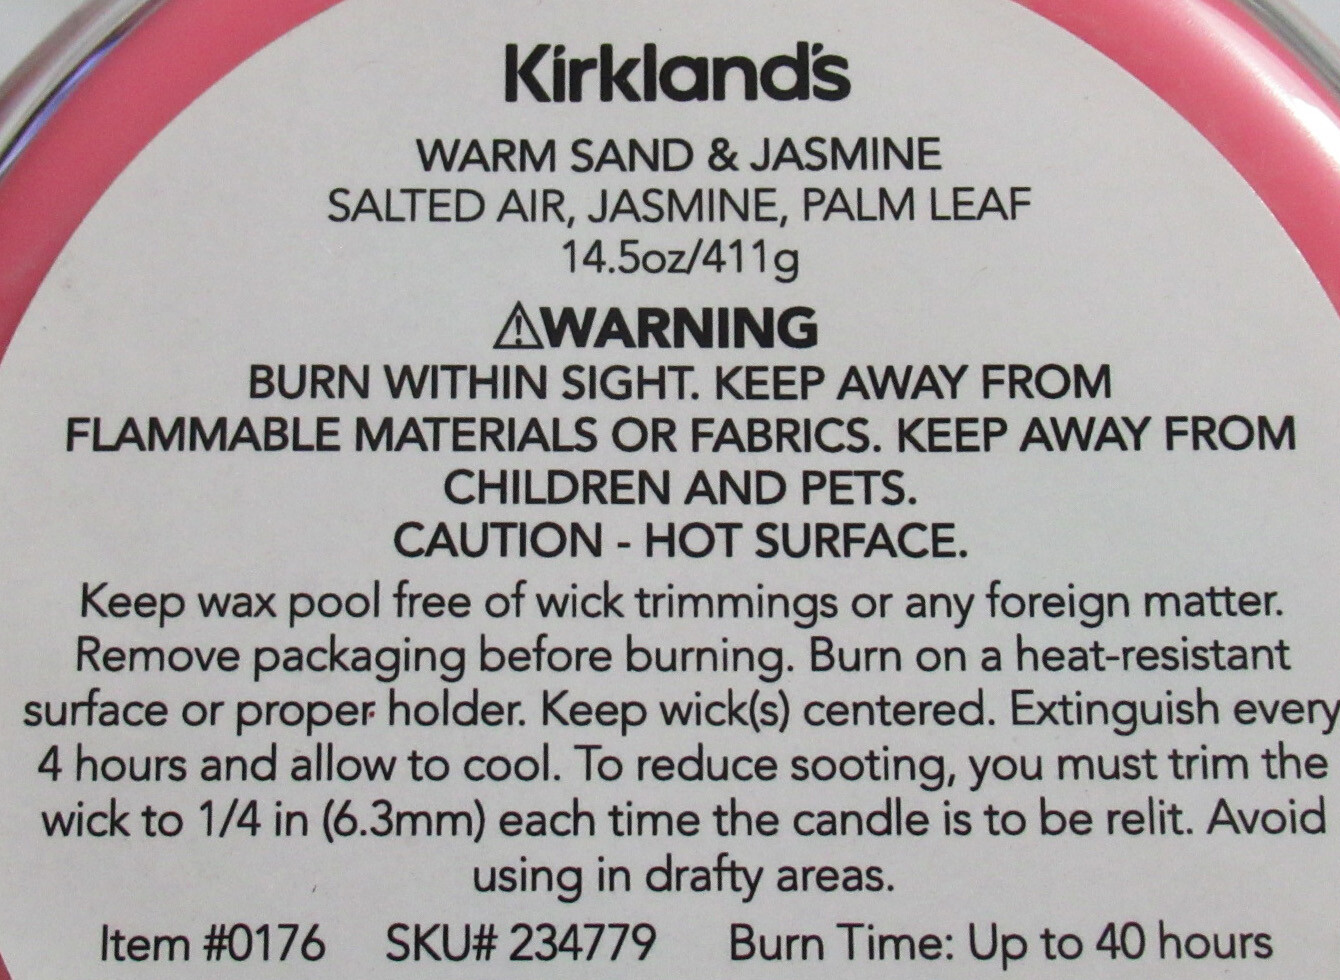 Kirkland's
WARM SAND & JASMINE
SALTED AIR, JASMINE, PALM LEAF
14.5oz/411g
⚠WARNING
BURN WITHIN SIGHT. KEEP AWAY FROM
FLAMMABLE MATERIALS OR FABRICS. KEEP AWAY FROM
CHILDREN AND PETS.
CAUTION - HOT SURFACE.
Keep wax pool free of wick trimmings or any foreign matter.
Remove packaging before burning. Burn on a heat-resistant
surface or proper holder. Keep wick(s) centered. Extinguish every
4 hours and allow to cool. To reduce sooting, you must trim the
wick to 1/4 in (6.3mm) each time the candle is to be relit. Avoid
using in drafty areas.
Item #0176 SKU# 234779 Burn Time: Up to 40 hours